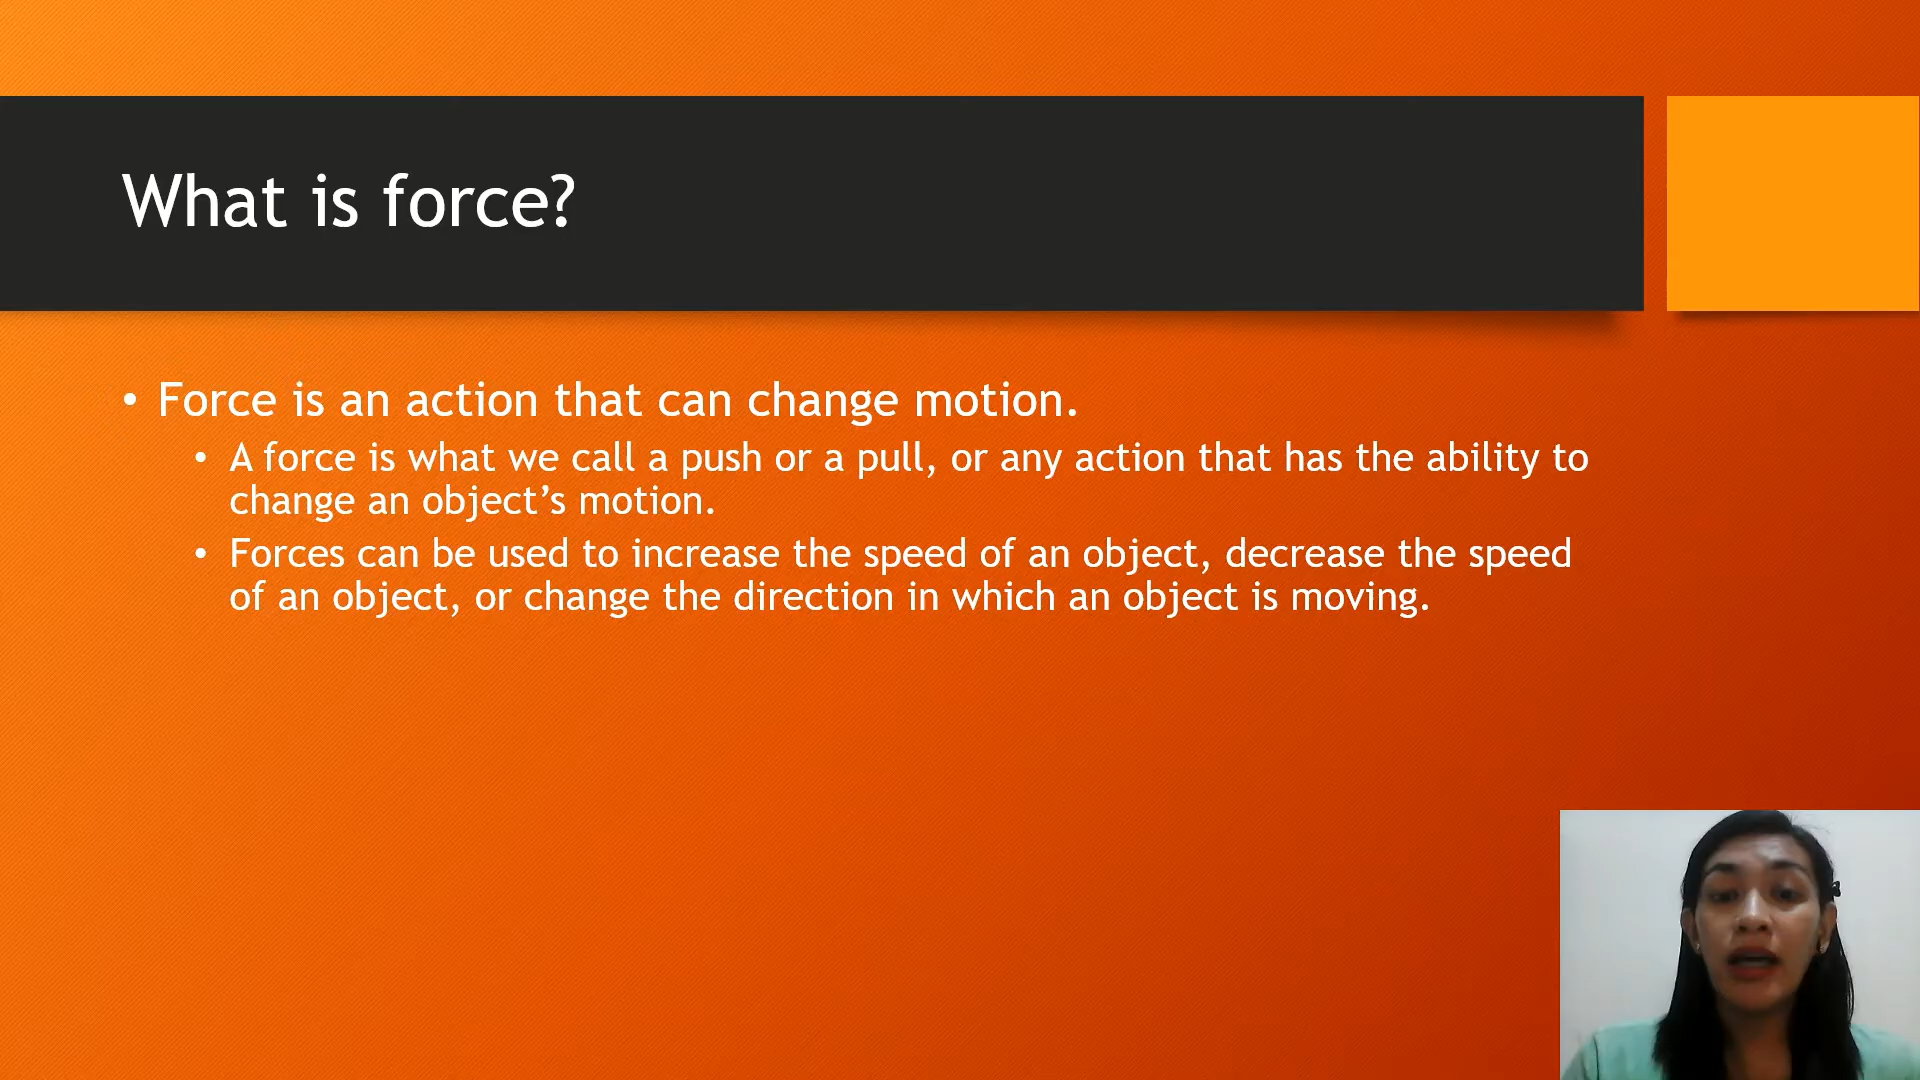 What is force?
• Force is an action that can change motion.
• A force is what we call a push or a pull, or any action that has the ability to
change an object’s motion.
• Forces can be used to increase the speed of an object, decrease the speed
of an object, or change the direction in which an object is moving.